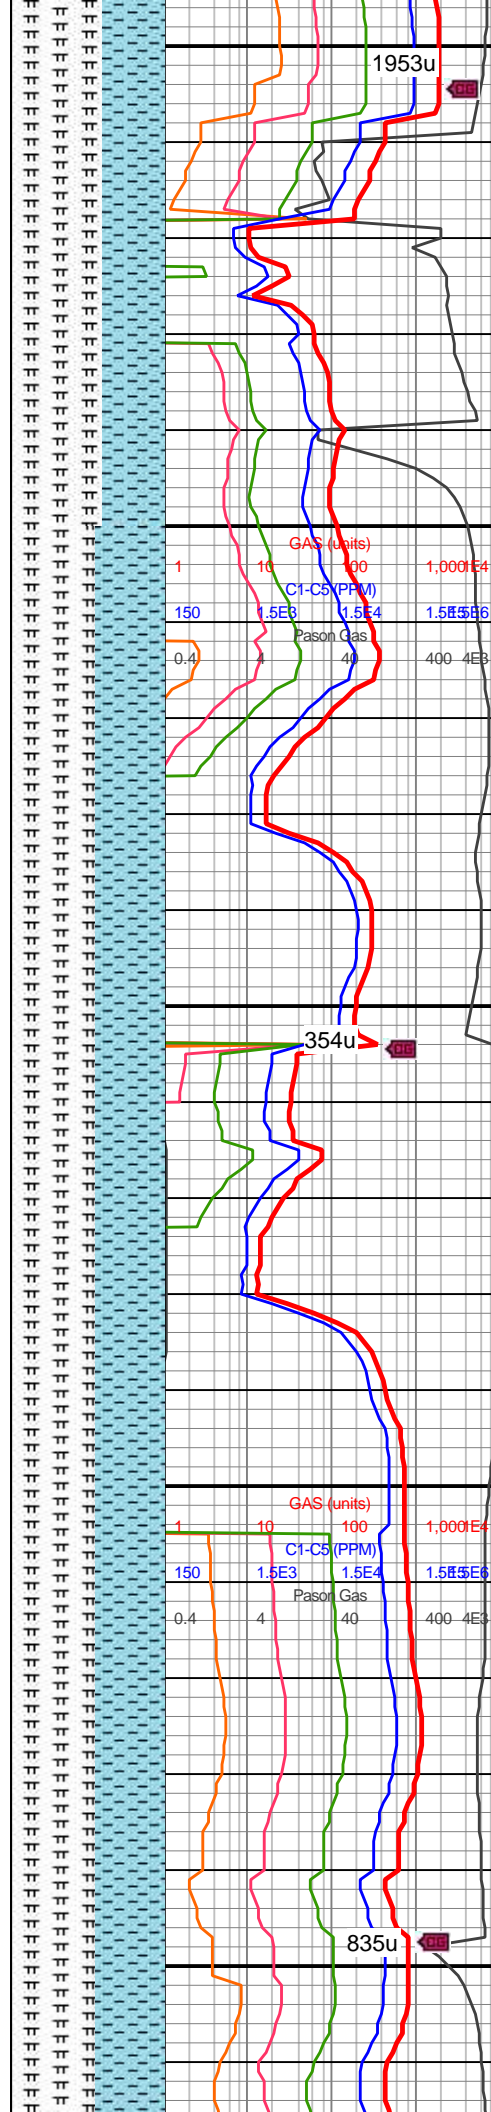 1953u
CG
GAS (units)
1 10 100 1,000 1E4
C1-C5 (PPM)
150 1.5E3 1.5E4 1.5E5 1.5E6
Pason Gas
0.4 4 40 400 4E3
354u
CG
GAS (units)
1 10 100 1,000 1E4
C1-C5 (PPM)
150 1.5E3 1.5E4 1.5E5 1.5E6
Pason Gas
0.4 4 40 400 4E3
835u
CG